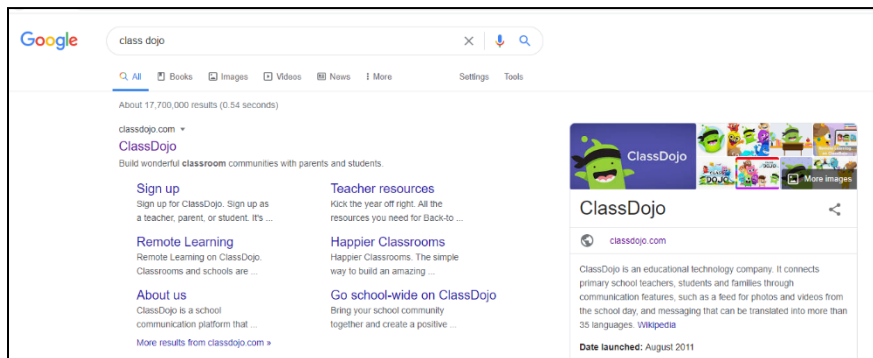 Google
class dojo
All Books Images Videos News More Settings Tools
About 17,700,000 results (0.54 seconds)
classdojo.com
ClassDojo
Build wonderful classroom communities with parents and students.
Sign up
Sign up for ClassDojo. Sign up as
a teacher, parent, or student. It's ...
Teacher resources
Kick the year off right. All the
resources you need for Back-to ...
Remote Learning
Remote Learning on ClassDojo.
Classrooms and schools are ...
Happier Classrooms
Happier Classrooms. The simple
way to build an amazing ...
About us
ClassDojo is a school
communication platform that ...
Go school-wide on ClassDojo
Bring your school community
together and create a positive ...
More results from classdojo.com »
ClassDojo
More images
ClassDojo
classdojo.com
ClassDojo is an educational technology company. It connects
primary school teachers, students and families through
communication features, such as a feed for photos and videos from
the school day, and messaging that can be translated into more than
35 languages. Wikipedia
Date launched: August 2011